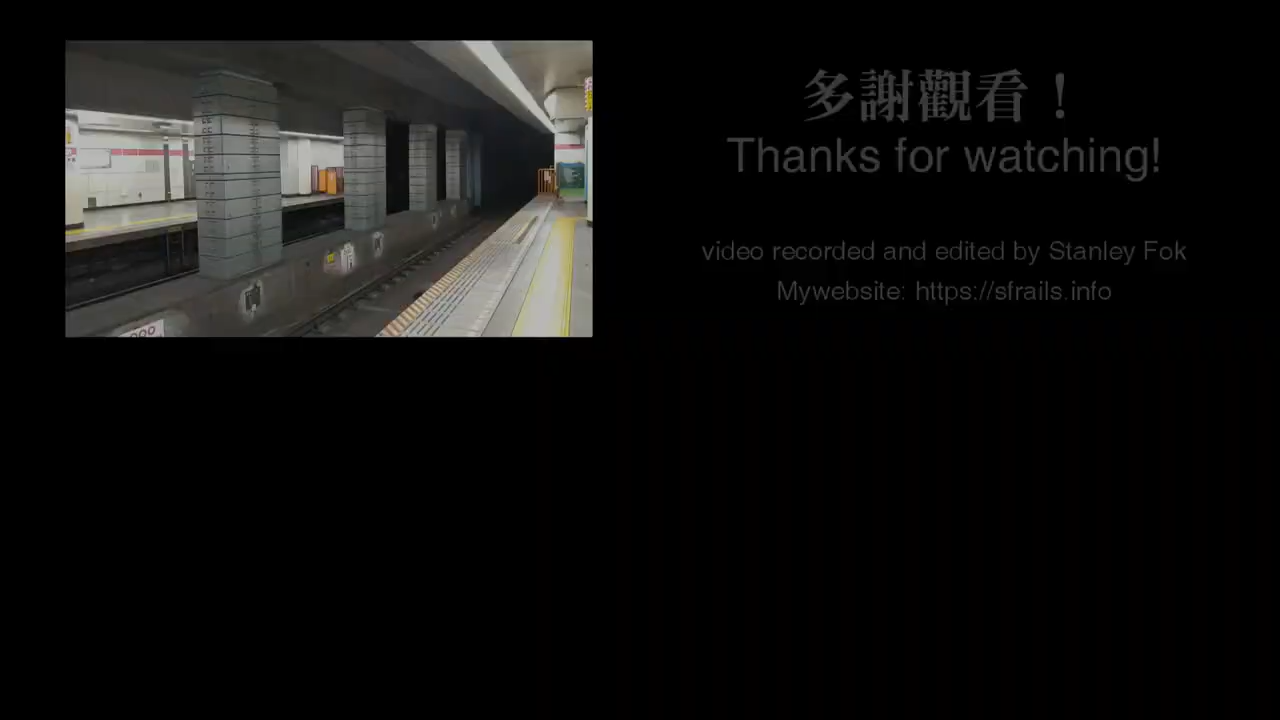 多謝觀看！
Thanks for watching!
video recorded and edited by Stanley Fok
Mywebsite: https://sfrails.info